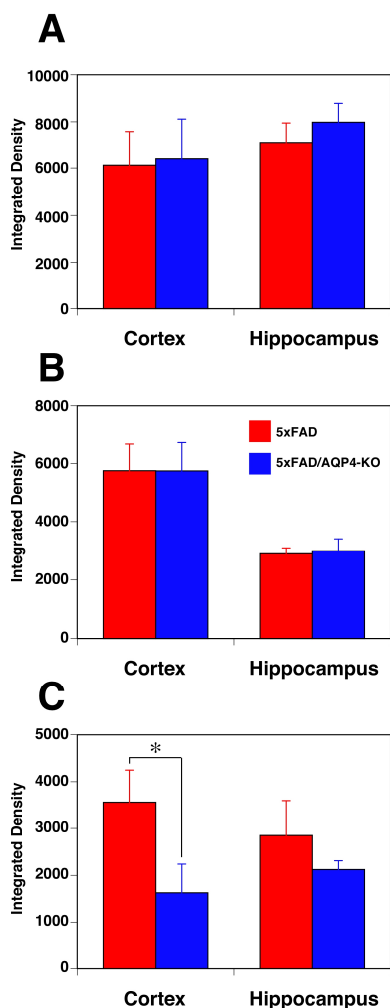 A
10000
8000
6000
4000
2000
0
Integrated Density
Cortex Hippocampus
B
8000
6000
4000
2000
0
Integrated Density
5xFAD
5xFAD/AQP4-KO
Cortex Hippocampus
C
5000
4000
3000
2000
1000
0
Integrated Density
*
Cortex Hippocampus